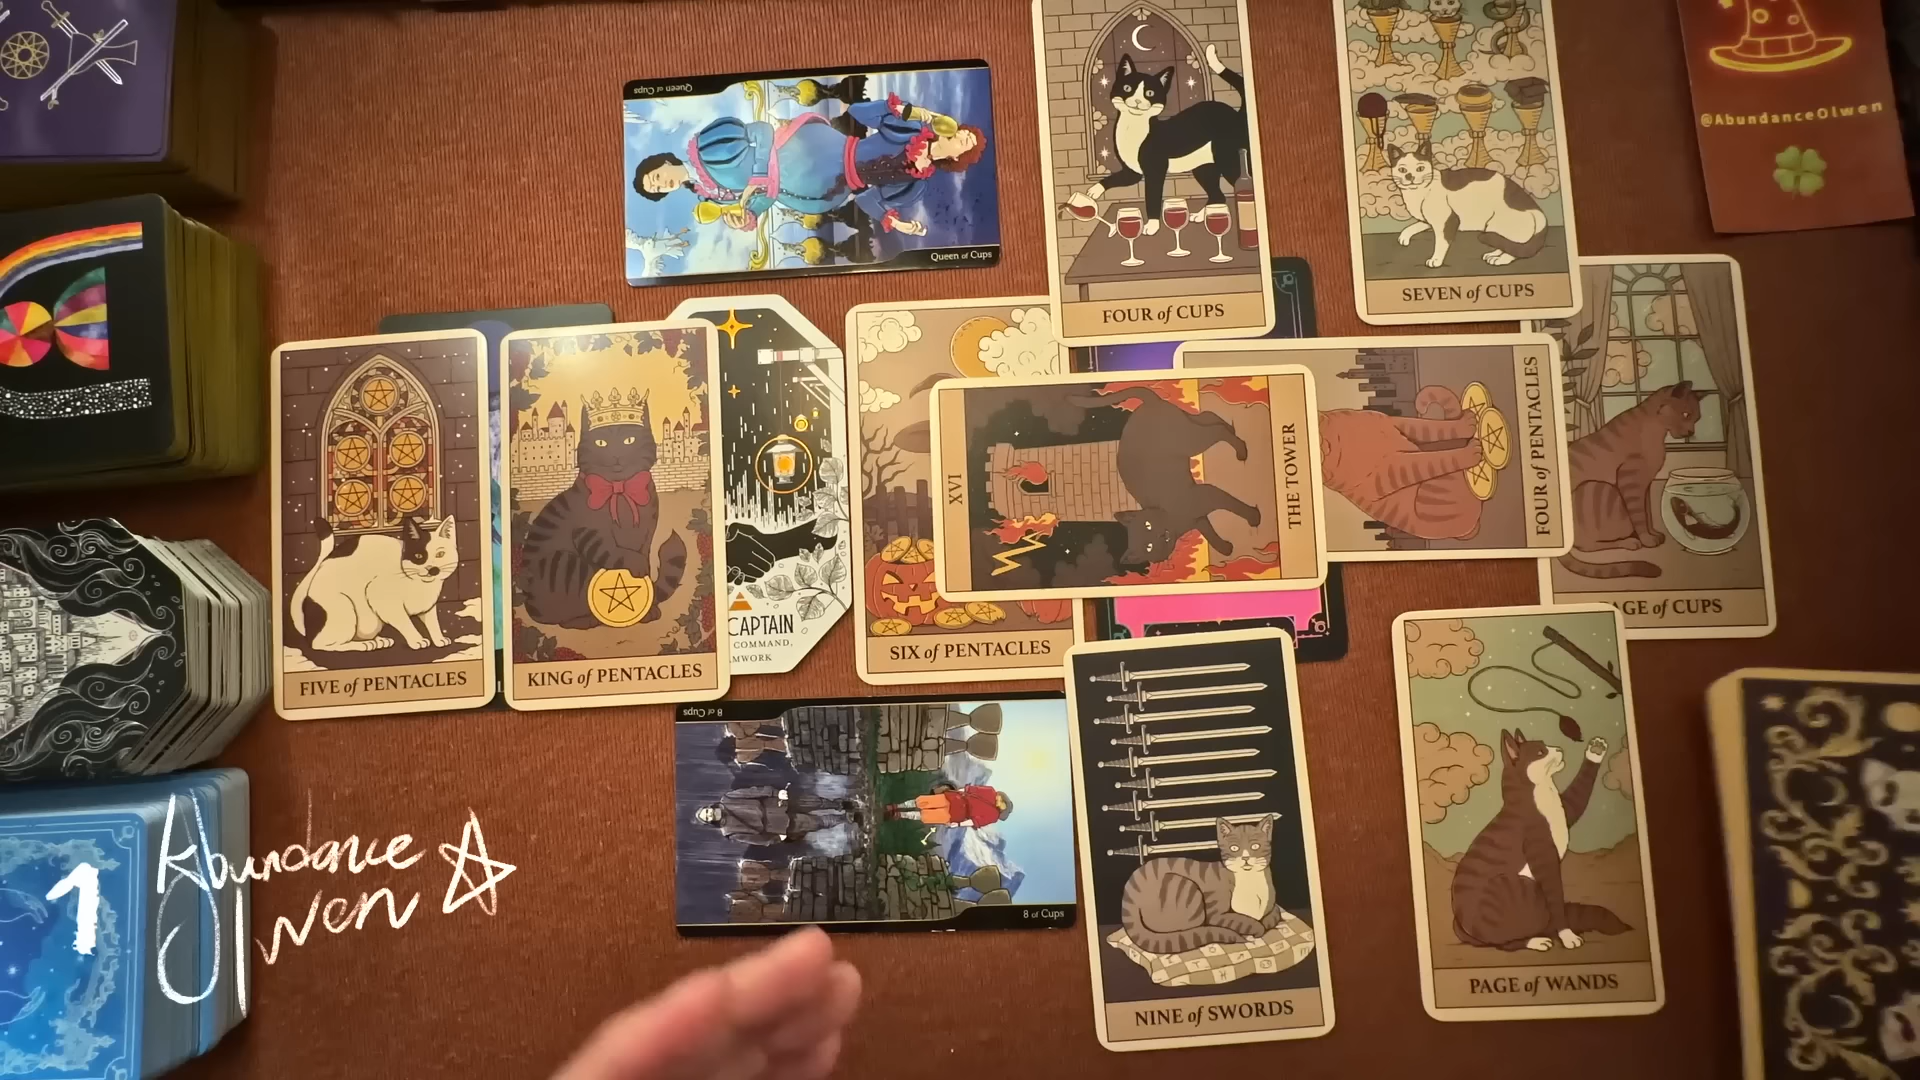 @AbundanceOlwen
Queen of Cups
Queen of Cups
FOUR of CUPS
SEVEN of CUPS
FOUR of PENTACLES
XVI
THE TOWER
AGE of CUPS
CAPTAIN
COMMAND,
MWORK
SIX of PENTACLES
KING of PENTACLES
FIVE of PENTACLES
8 of Cups
8 of Cups
PAGE of WANDS
NINE of SWORDS
1
Abundance
Olwen